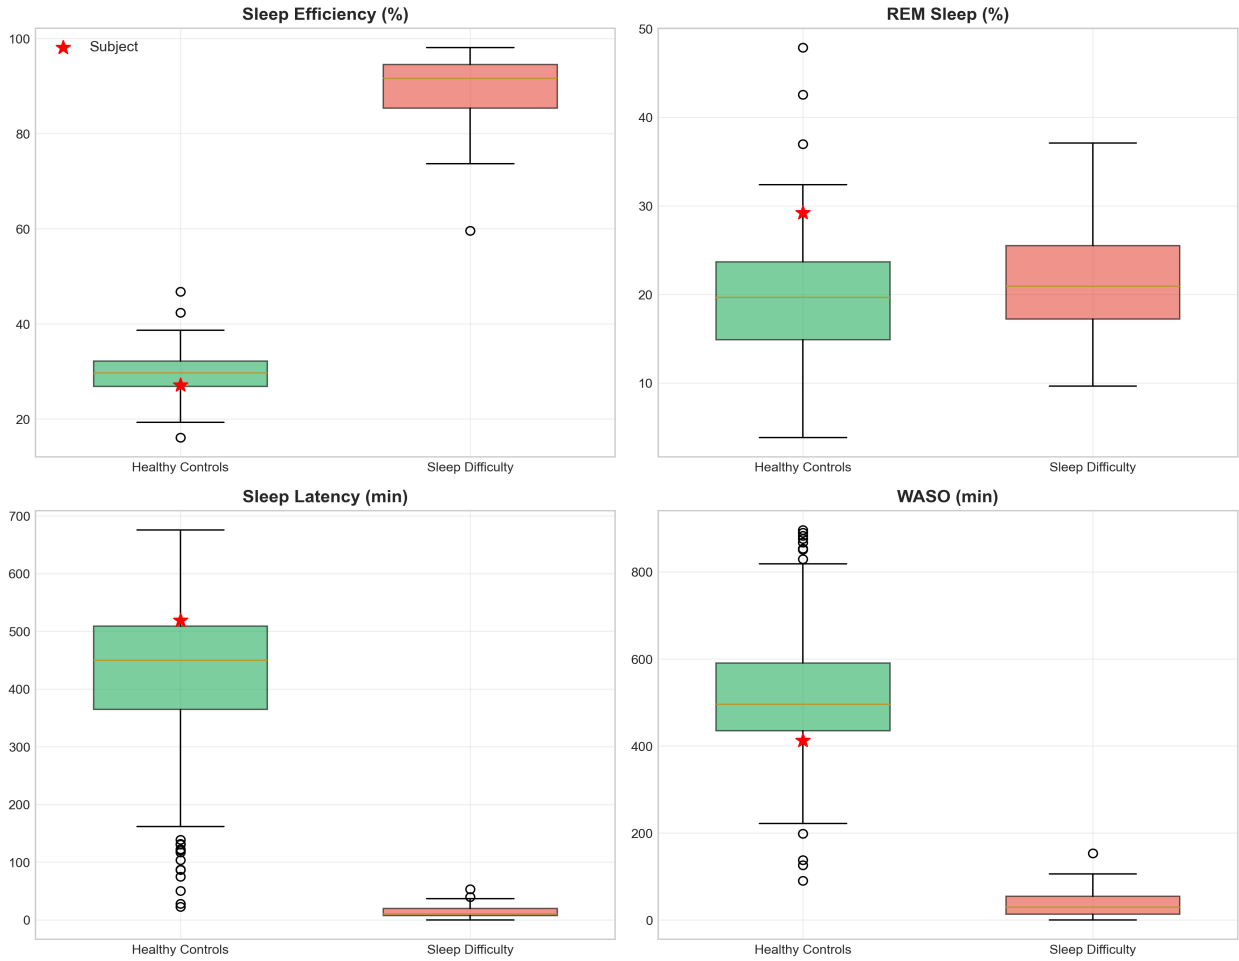 Sleep Efficiency (%)
100
80
60
40
20
Subject
Healthy Controls
Sleep Difficulty
REM Sleep (%)
50
40
30
20
10
Healthy Controls
Sleep Difficulty
Sleep Latency (min)
700
600
500
400
300
200
100
0
Healthy Controls
Sleep Difficulty
WASO (min)
800
600
400
200
0
Healthy Controls
Sleep Difficulty